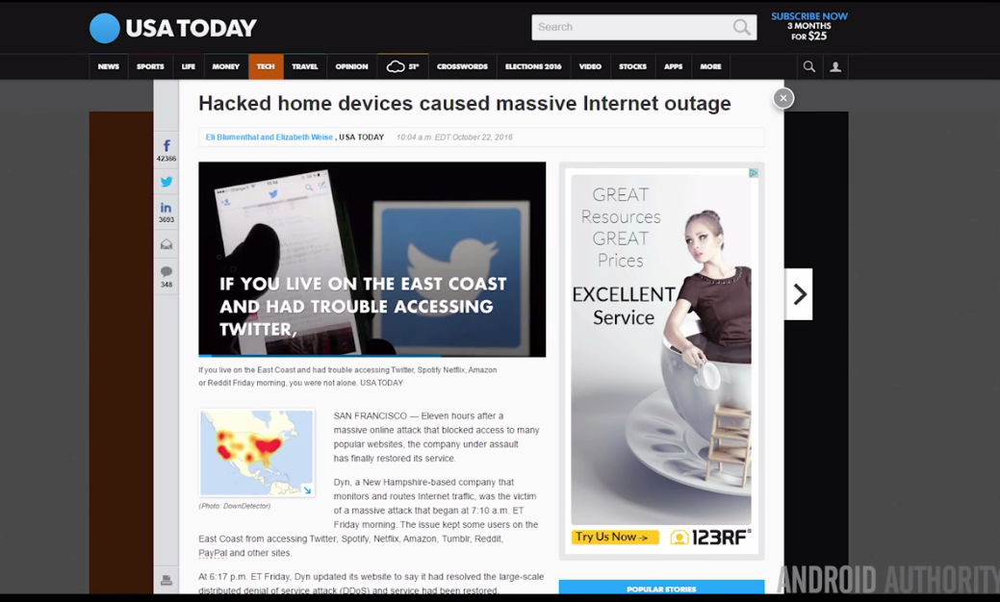 USA TODAY
Search
SUBSCRIBE NOW
3 MONTHS
FOR $25
NEWS SPORTS LIFE MONEY TECH TRAVEL OPINION 51° CROSSWORDS ELECTIONS 2016 VIDEO STOCKS APPS MORE
Hacked home devices caused massive Internet outage
Eli Blumenthal and Elizabeth Weise , USA TODAY 10:04 a.m. EDT October 22, 2016
42366
3693
348
IF YOU LIVE ON THE EAST COAST
AND HAD TROUBLE ACCESSING
TWITTER,
If you live on the East Coast and had trouble accessing Twitter, Spotify Netflix, Amazon
or Reddit Friday morning, you were not alone. USA TODAY
(Photo: DownDetector)
SAN FRANCISCO — Eleven hours after a
massive online attack that blocked access to many
popular websites, the company under assault
has finally restored its service.
Dyn, a New Hampshire-based company that
monitors and routes Internet traffic, was the victim
of a massive attack that began at 7:10 a.m. ET
Friday morning. The issue kept some users on the
East Coast from accessing Twitter, Spotify, Netflix, Amazon, Tumblr, Reddit,
PayPal and other sites.
At 6:17 p.m. ET Friday, Dyn updated its website to say it had resolved the large-scale
distributed denial of service attack (DDoS) and service had been restored.
GREAT
Resources
GREAT
Prices
EXCELLENT
Service
Try Us Now
123RF
POPULAR STORIES
ANDROID AUTHORITY